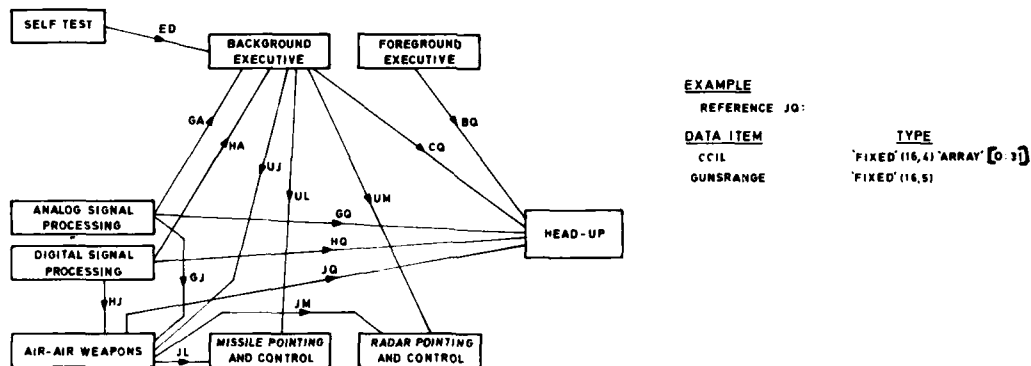 SELF TEST
ED
BACKGROUND
EXECUTIVE
FOREGROUND
EXECUTIVE
EXAMPLE
REFERENCE JQ:
DATA ITEM TYPE
CCIL 'FIXED' (16,4) 'ARRAY' [0:3]
GUNSRANGE 'FIXED' (16,5)
GA
HA
UJ
UL
UM
CQ
BQ
ANALOG SIGNAL
PROCESSING
GQ
HEAD-UP
DIGITAL SIGNAL
PROCESSING
HQ
GJ
JQ
HJ
JM
AIR-AIR WEAPONS
JL
MISSILE POINTING
AND CONTROL
RADAR POINTING
AND CONTROL